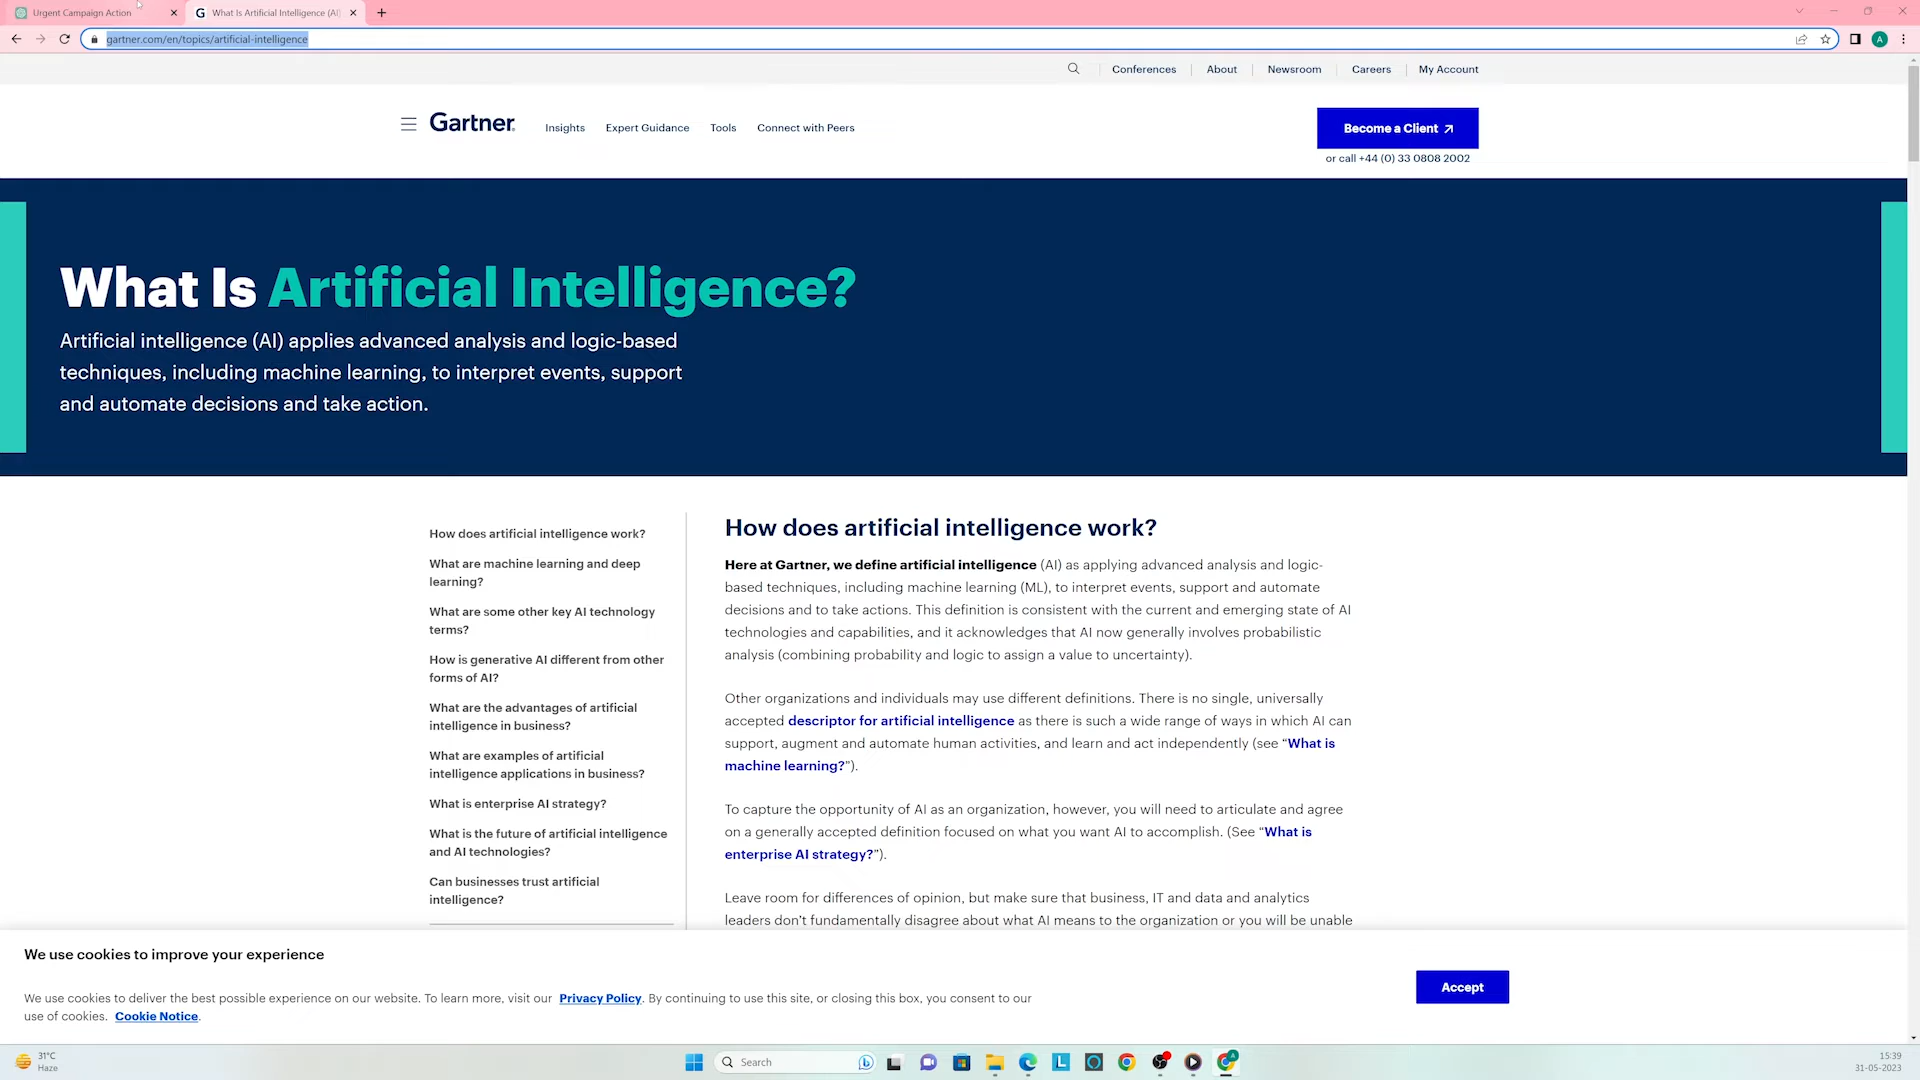 Urgent Campaign Action
What Is Artificial Intelligence (AI)
gartner.com/en/topics/artificial-intelligence
A
Conferences
About
Newsroom
Careers
My Account
Gartner
Insights
Expert Guidance
Tools
Connect with Peers
Become a Client
or call +44 (0) 33 0808 2002
What Is Artificial Intelligence?
Artificial intelligence (AI) applies advanced analysis and logic-based
techniques, including machine learning, to interpret events, support
and automate decisions and take action.
How does artificial intelligence work?
What are machine learning and deep
learning?
What are some other key AI technology
terms?
How is generative AI different from other
forms of AI?
What are the advantages of artificial
intelligence in business?
What are examples of artificial
intelligence applications in business?
What is enterprise AI strategy?
What is the future of artificial intelligence
and AI technologies?
Can businesses trust artificial
intelligence?
How does artificial intelligence work?
Here at Gartner, we define artificial intelligence (AI) as applying advanced analysis and logic-
based techniques, including machine learning (ML), to interpret events, support and automate
decisions and to take actions. This definition is consistent with the current and emerging state of AI
technologies and capabilities, and it acknowledges that AI now generally involves probabilistic
analysis (combining probability and logic to assign a value to uncertainty).
Other organizations and individuals may use different definitions. There is no single, universally
accepted descriptor for artificial intelligence as there is such a wide range of ways in which AI can
support, augment and automate human activities, and learn and act independently (see “What is
machine learning?”).
To capture the opportunity of AI as an organization, however, you will need to articulate and agree
on a generally accepted definition focused on what you want AI to accomplish. (See “What is
enterprise AI strategy?”).
Leave room for differences of opinion, but make sure that business, IT and data and analytics
leaders don’t fundamentally disagree about what AI means to the organization or you will be unable
We use cookies to improve your experience
We use cookies to deliver the best possible experience on our website. To learn more, visit our Privacy Policy. By continuing to use this site, or closing this box, you consent to our
use of cookies. Cookie Notice.
Accept
31°C
Haze
Search
15:39
31-05-2023